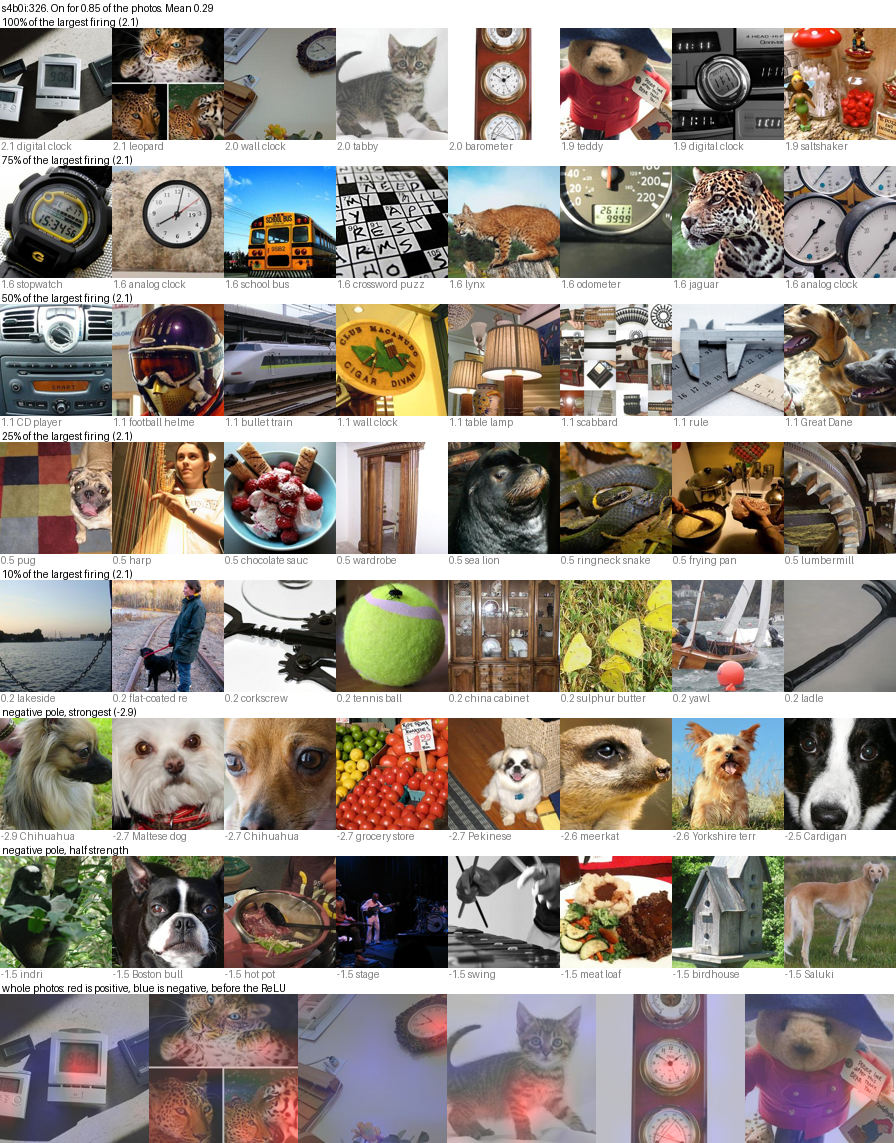 s4b0i:326. On for 0.85 of the photos. Mean 0.29
100% of the largest firing (2.1)
2.1 digital clock
2.1 leopard
2.0 wall clock
2.0 tabby
2.0 barometer
1.9 teddy
1.9 digital clock
1.9 saltshaker
75% of the largest firing (2.1)
SCHOOL BUS
1.6 stopwatch
1.6 analog clock
1.6 school bus
1.6 crossword puzz
1.6 lynx
1.6 odometer
1.6 jaguar
1.6 analog clock
50% of the largest firing (2.1)
CLUB MACANUDO
CIGAR DIVAN
1.1 CD player
1.1 football helme
1.1 bullet train
1.1 wall clock
1.1 table lamp
1.1 scabbard
1.1 rule
1.1 Great Dane
25% of the largest firing (2.1)
0.5 pug
0.5 harp
0.5 chocolate sauc
0.5 wardrobe
0.5 sea lion
0.5 ringneck snake
0.5 frying pan
0.5 lumbermill
10% of the largest firing (2.1)
0.2 lakeside
0.2 flat-coated re
0.2 corkscrew
0.2 tennis ball
0.2 china cabinet
0.2 sulphur butter
0.2 yawl
0.2 ladle
negative pole, strongest (-2.9)
-2.9 Chihuahua
-2.7 Maltese dog
-2.7 Chihuahua
-2.7 grocery store
-2.7 Pekinese
-2.6 meerkat
-2.6 Yorkshire terr
-2.5 Cardigan
negative pole, half strength
-1.5 indri
-1.5 Boston bull
-1.5 hot pot
-1.5 stage
-1.5 swing
-1.5 meat loaf
-1.5 birdhouse
-1.5 Saluki
whole photos: red is positive, blue is negative, before the ReLU